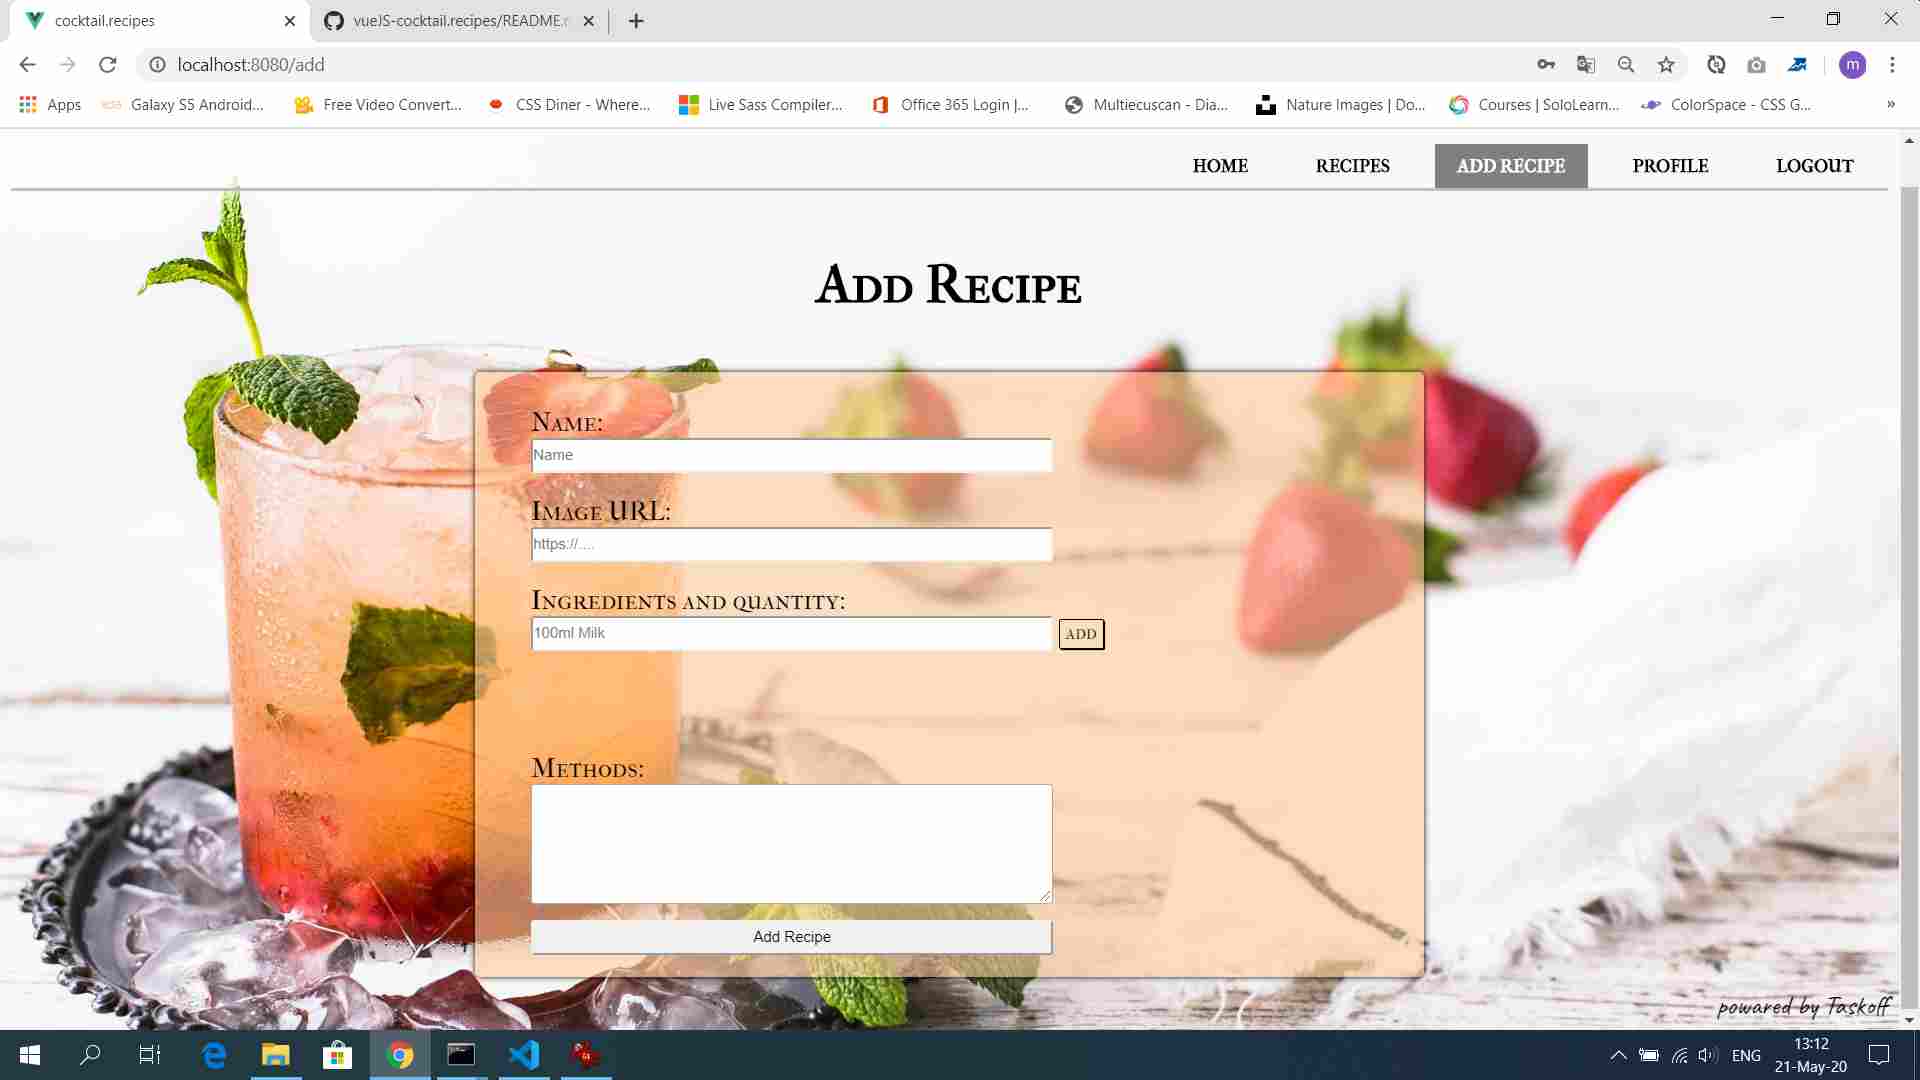 cocktail.recipes
vueJS-cocktail.recipes/README.
localhost:8080/add
m
Apps
Galaxy S5 Android...
Free Video Convert...
CSS Diner - Where...
Live Sass Compiler...
Office 365 Login |...
Multiecuscan - Dia...
Nature Images | Do...
Courses | SoloLearn...
ColorSpace - CSS G...
»
HOME
RECIPES
ADD RECIPE
PROFILE
LOGOUT
Add Recipe
Name:
Name
Image URL:
https://....
Ingredients and quantity:
100ml Milk
ADD
Methods:
Add Recipe
powered by Taskoff
ENG
13:12
21-May-20